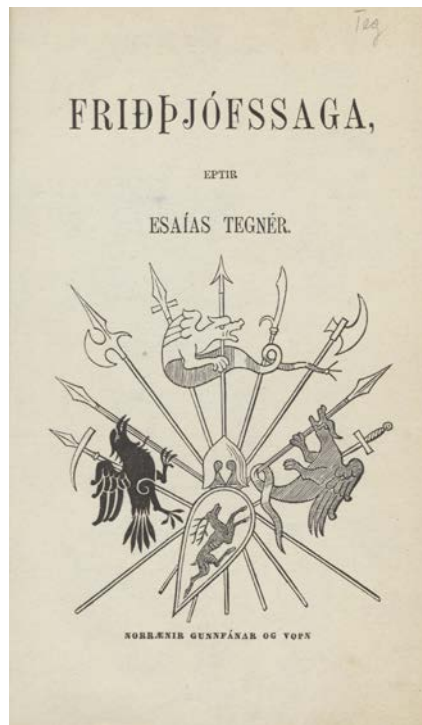 Teg
FRIÐÞJÓFSSAGA,
EPTIR
ESAÍAS TEGNÉR.
NORRÆNIR GUNNFÁNAR OG VOPN